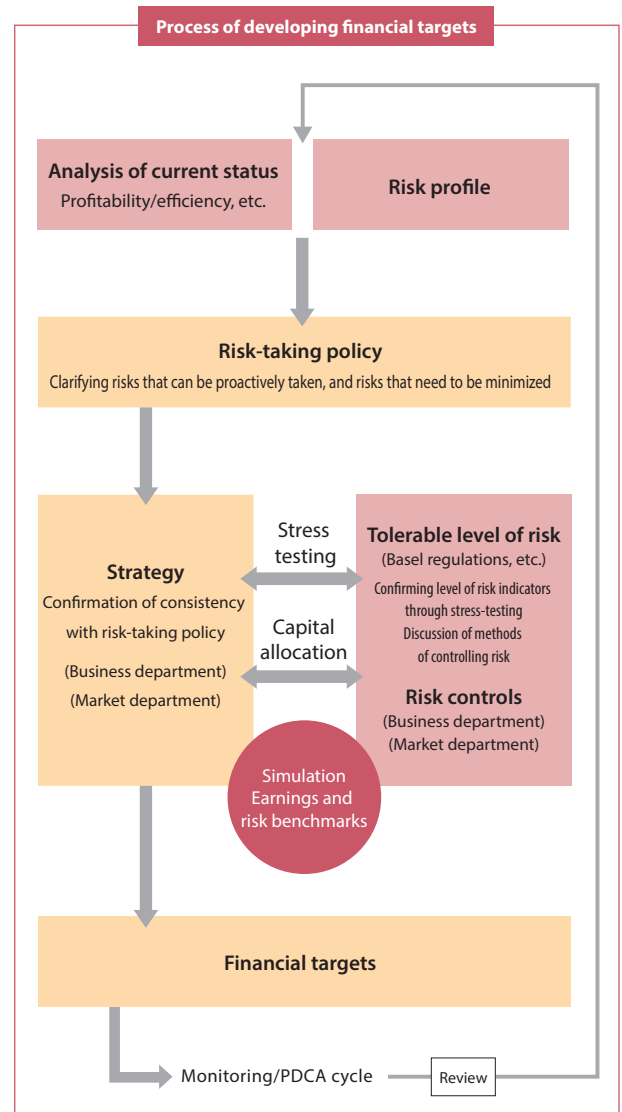 Process of developing financial targets
Analysis of current status
Profitability/efficiency, etc.
Risk profile
Risk-taking policy
Clarifying risks that can be proactively taken, and risks that need to be minimized
Strategy
Confirmation of consistency
with risk-taking policy
(Business department)
(Market department)
Stress
testing
Capital
allocation
Tolerable level of risk
(Basel regulations, etc.)
Confirming level of risk indicators
through stress-testing
Discussion of methods
of controlling risk
Risk controls
(Business department)
(Market department)
Simulation
Earnings and
risk benchmarks
Financial targets
Monitoring/PDCA cycle
Review